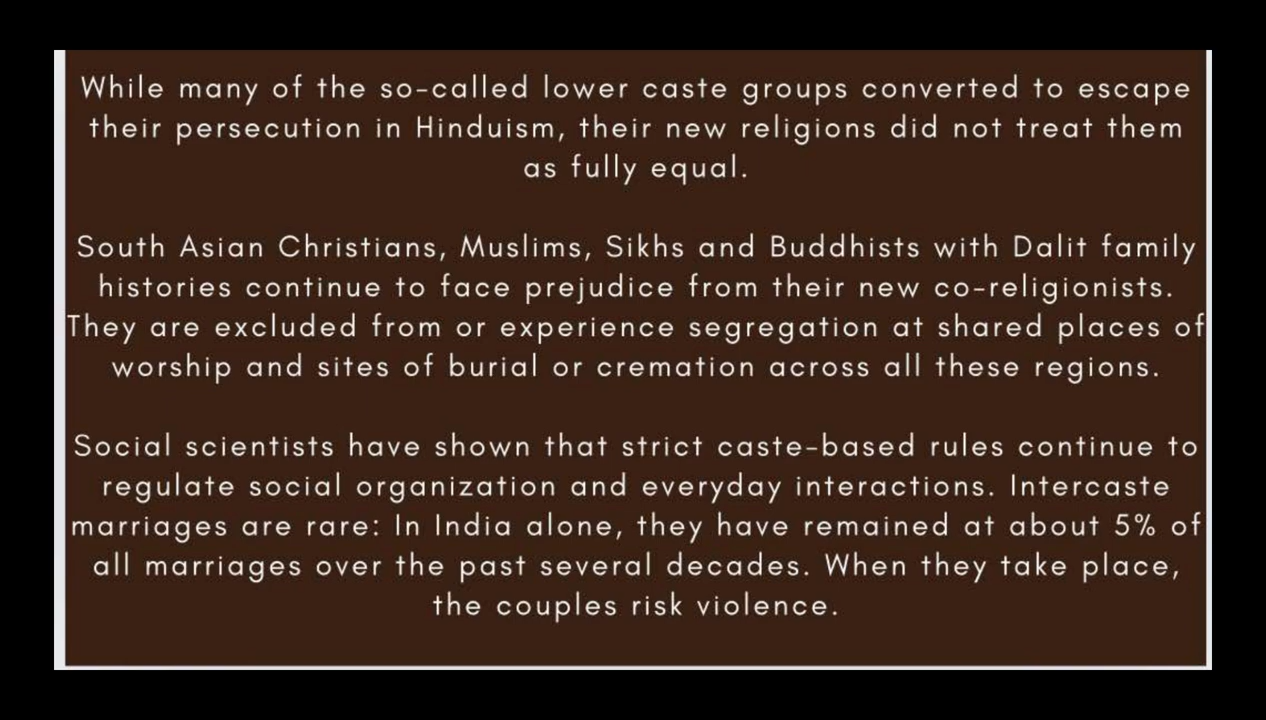 While many of the so-called lower caste groups converted to escape
their persecution in Hinduism, their new religions did not treat them
as fully equal.
South Asian Christians, Muslims, Sikhs and Buddhists with Dalit family
histories continue to face prejudice from their new co-religionists.
They are excluded from or experience segregation at shared places of
worship and sites of burial or cremation across all these regions.
Social scientists have shown that strict caste-based rules continue to
regulate social organization and everyday interactions. Intercaste
marriages are rare: In India alone, they have remained at about 5% of
all marriages over the past several decades. When they take place,
the couples risk violence.